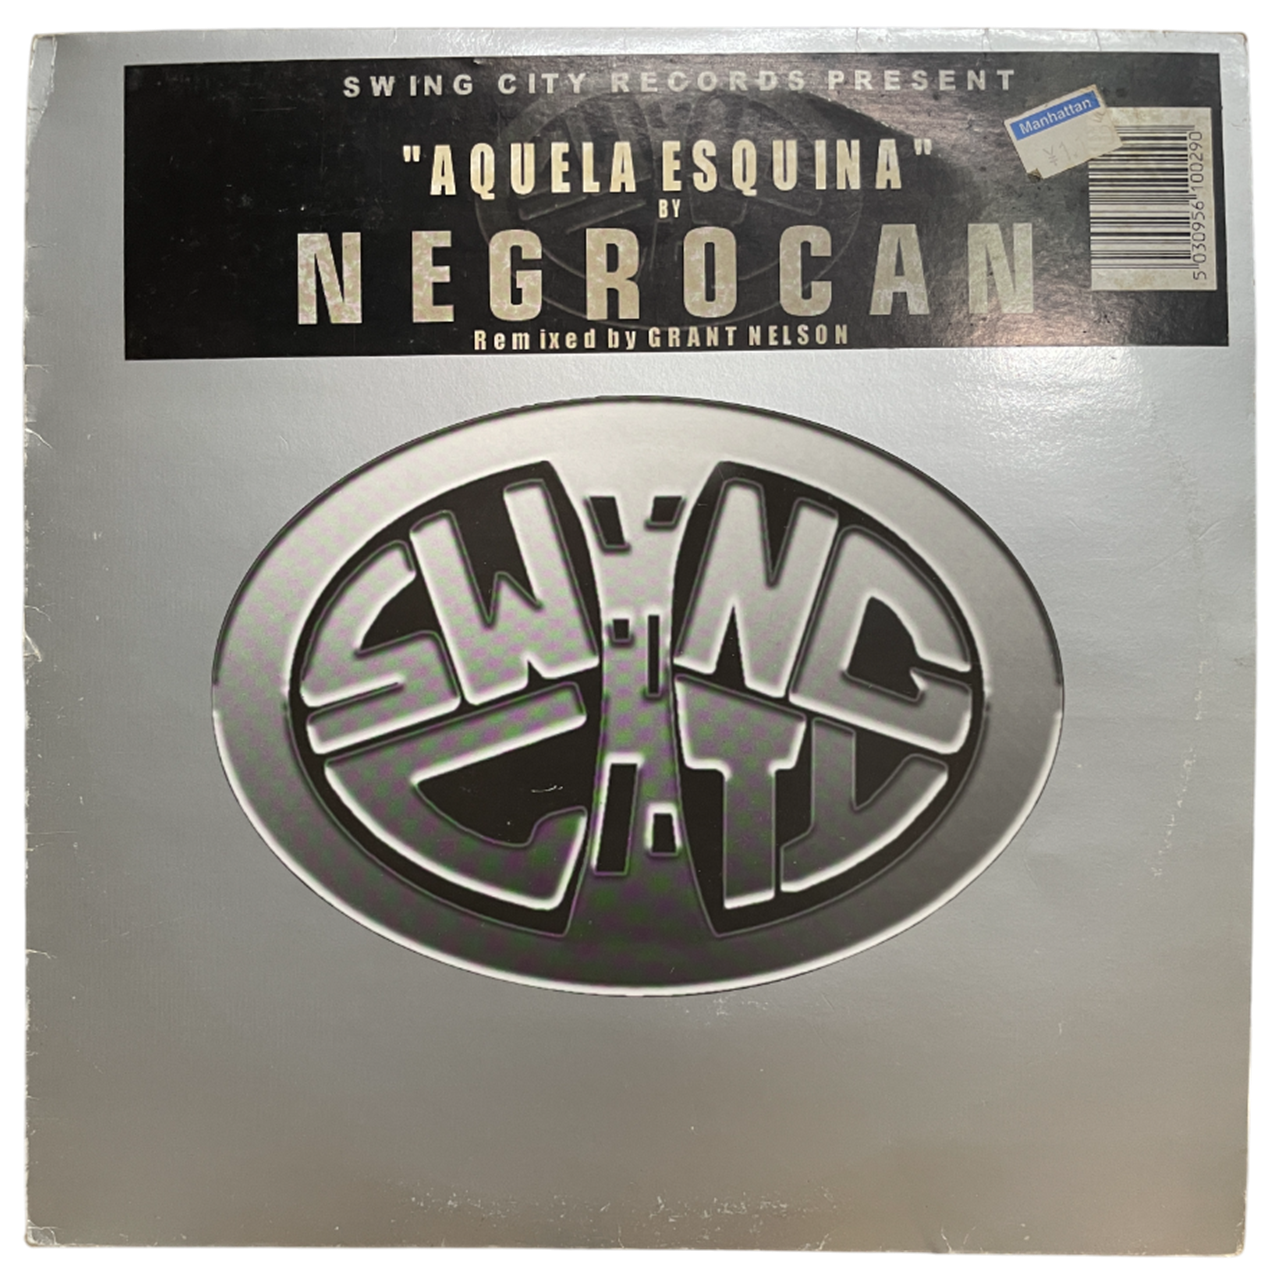 SWING CITY RECORDS PRESENT
Manhattan
"AQUELA ESQUINA"
BY
NEGROCAN
Remixed by GRANT NELSON
5 030956 100290
SWING
CITY